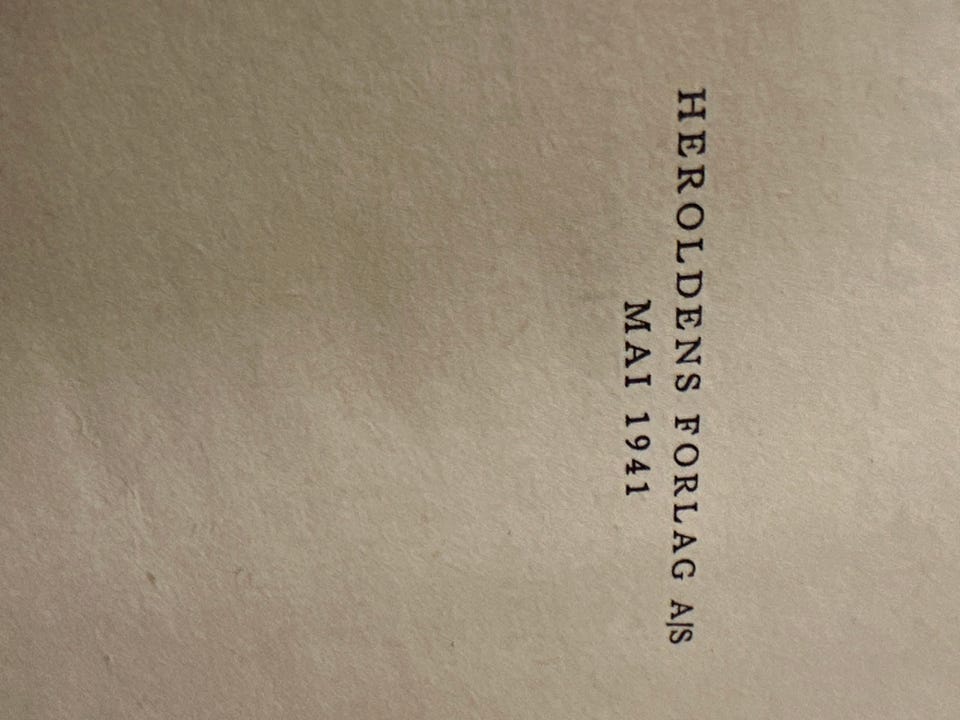 HEROLDENS FORLAG A/S
MAI 1941